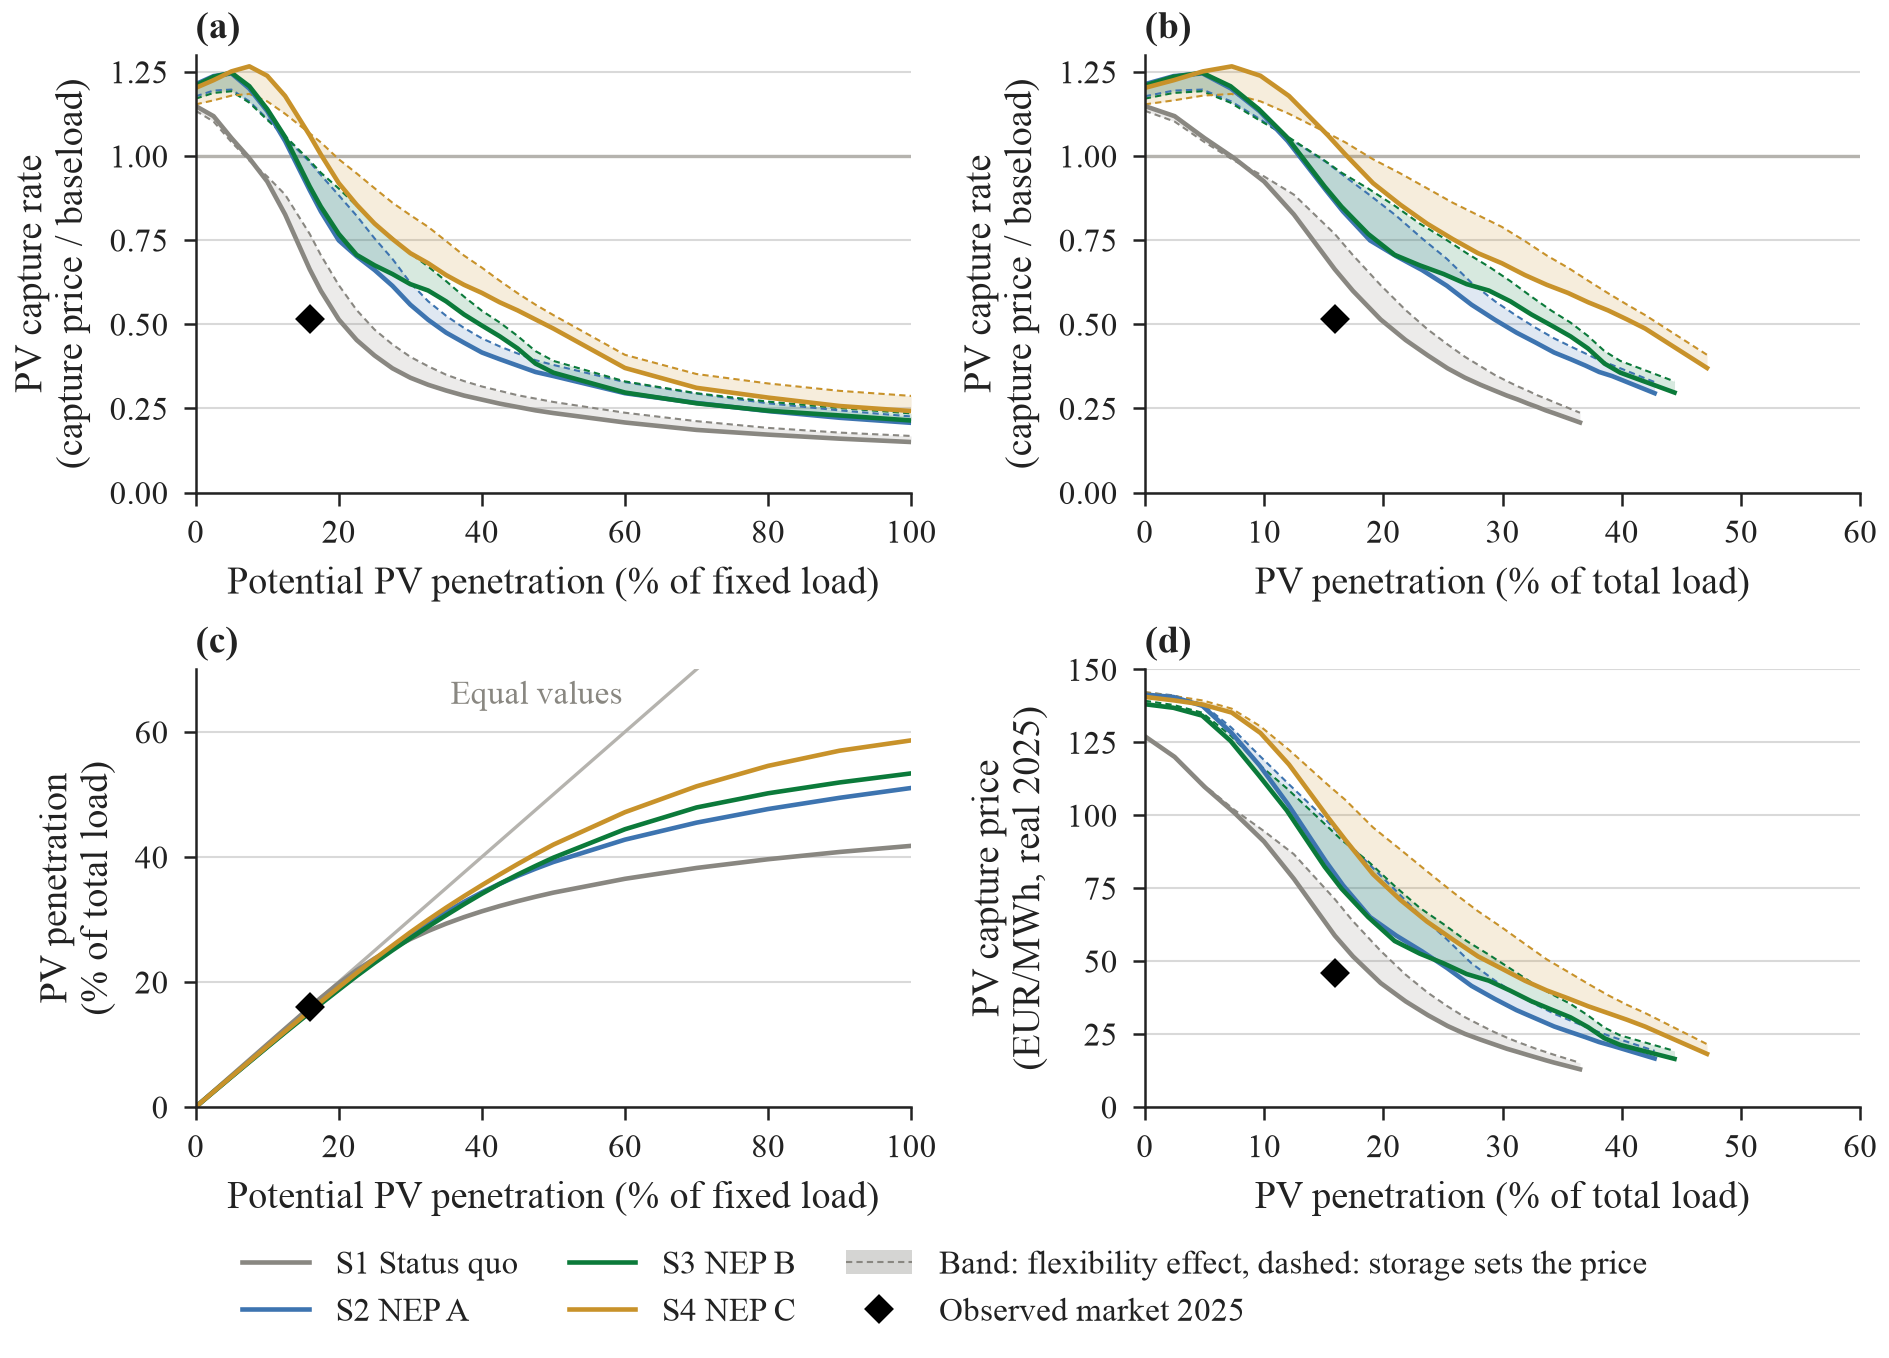 (a)
PV capture rate
(capture price / baseload)
1.25
1.00
0.75
0.50
0.25
0.00
0 20 40 60 80 100
Potential PV penetration (% of fixed load)
(b)
PV capture rate
(capture price / baseload)
1.25
1.00
0.75
0.50
0.25
0.00
0 10 20 30 40 50 60
PV penetration (% of total load)
(c)
PV penetration
(% of total load)
60
40
20
0
Equal values
0 20 40 60 80 100
Potential PV penetration (% of fixed load)
(d)
PV capture price
(EUR/MWh, real 2025)
150
125
100
75
50
25
0
0 10 20 30 40 50 60
PV penetration (% of total load)
S1 Status quo
S2 NEP A
S3 NEP B
S4 NEP C
Band: flexibility effect, dashed: storage sets the price
Observed market 2025